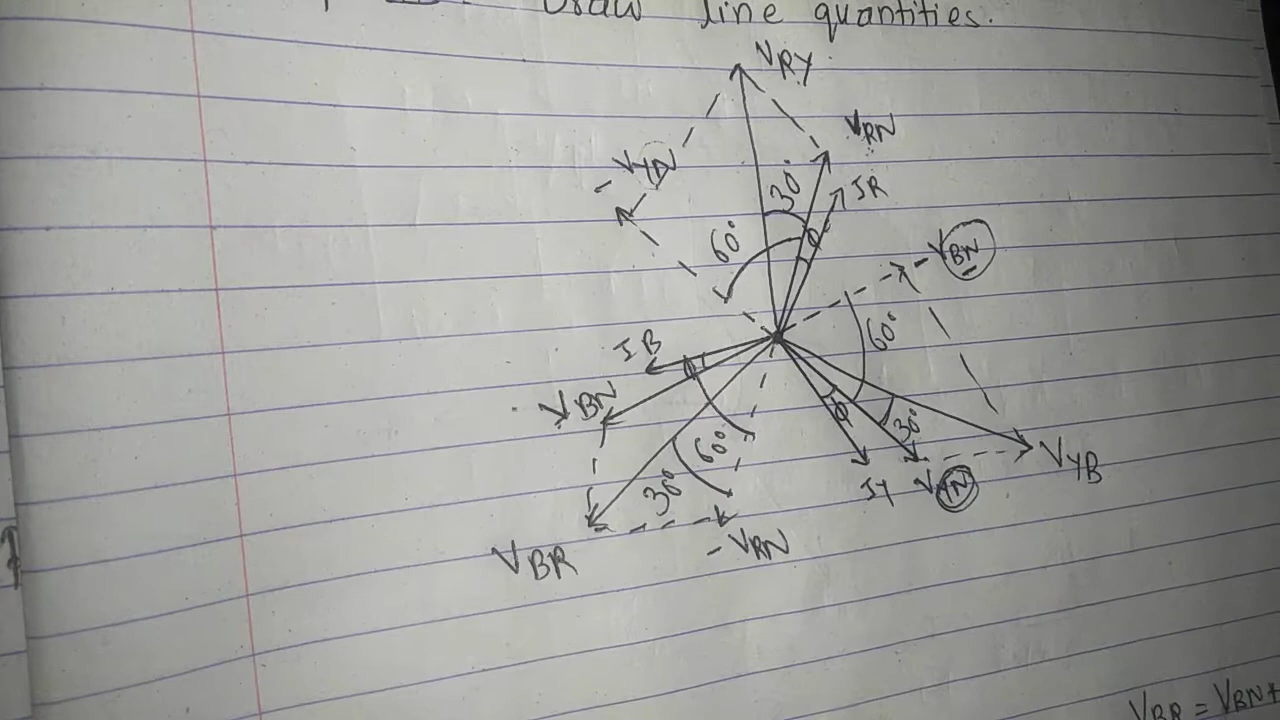 Draw line quantities.
VRY
VRN
-VYN
30°
IR
60°
φ
-VBN
60°
IB
φ
VBN
φ
30°
60°
VYB
30°
IY
VYN
-VRN
VBR
VBR = VBN+